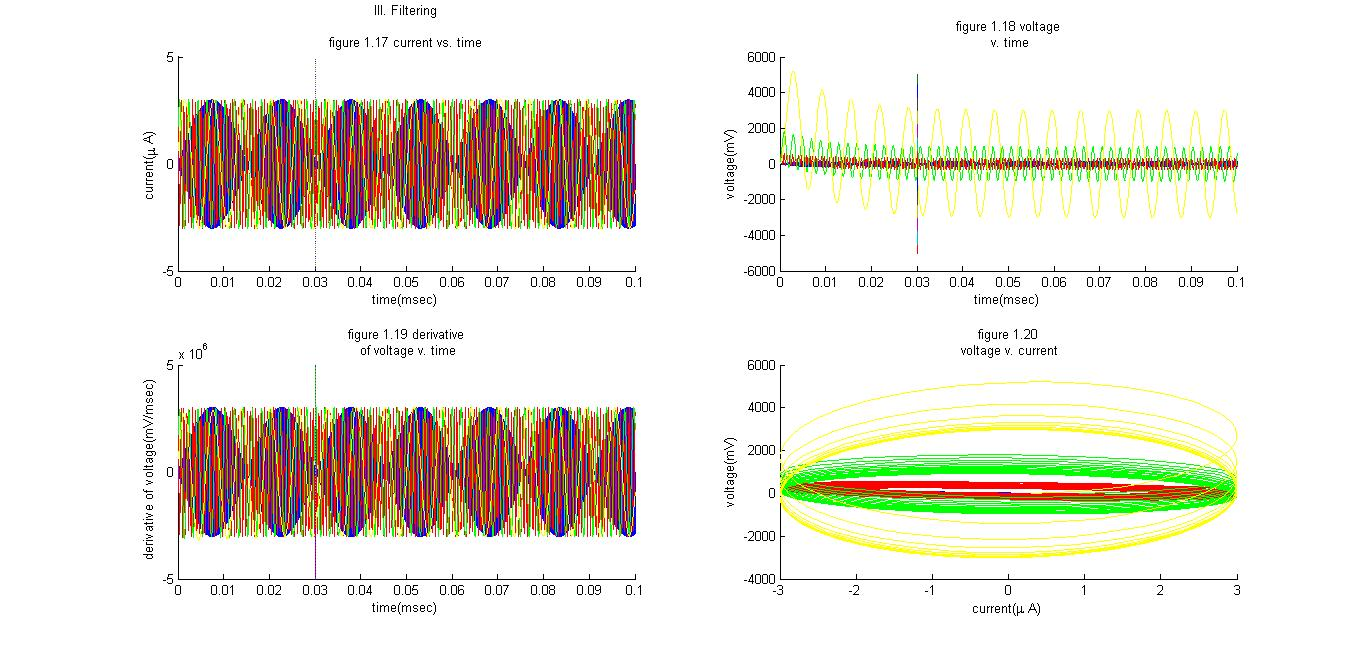 III. Filtering
figure 1.17 current vs. time
5
0
-5
current(μ A)
0 0.01 0.02 0.03 0.04 0.05 0.06 0.07 0.08 0.09 0.1
time(msec)
figure 1.18 voltage
v. time
6000
4000
2000
0
-2000
-4000
-6000
voltage(mV)
0 0.01 0.02 0.03 0.04 0.05 0.06 0.07 0.08 0.09 0.1
time(msec)
figure 1.19 derivative
of voltage v. time
x 10⁶
5
0
-5
derivative of voltage(mV/msec)
0 0.01 0.02 0.03 0.04 0.05 0.06 0.07 0.08 0.09 0.1
time(msec)
figure 1.20
voltage v. current
6000
4000
2000
0
-2000
-4000
voltage(mV)
-3 -2 -1 0 1 2 3
current(μ A)